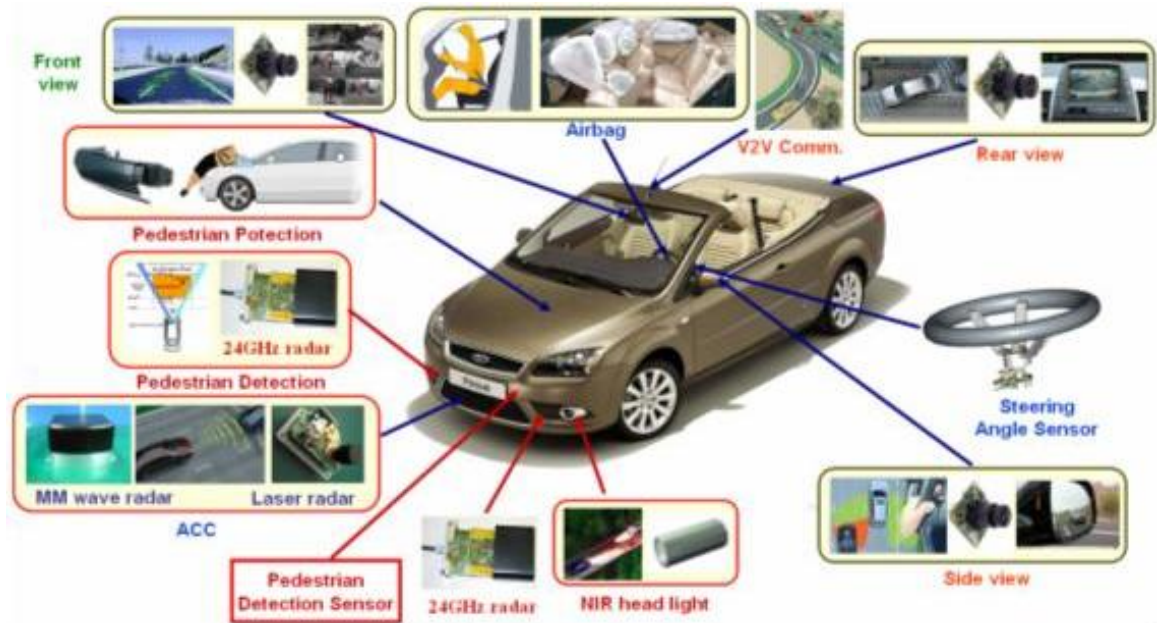 Front
view
Airbag
V2V Comm.
Rear view
Pedestrian Potection
24GHz radar
Pedestrian Detection
Steering
Angle Sensor
MM wave radar
Laser radar
ACC
Pedestrian
Detection Sensor
24GHz radar
NIR head light
Side view